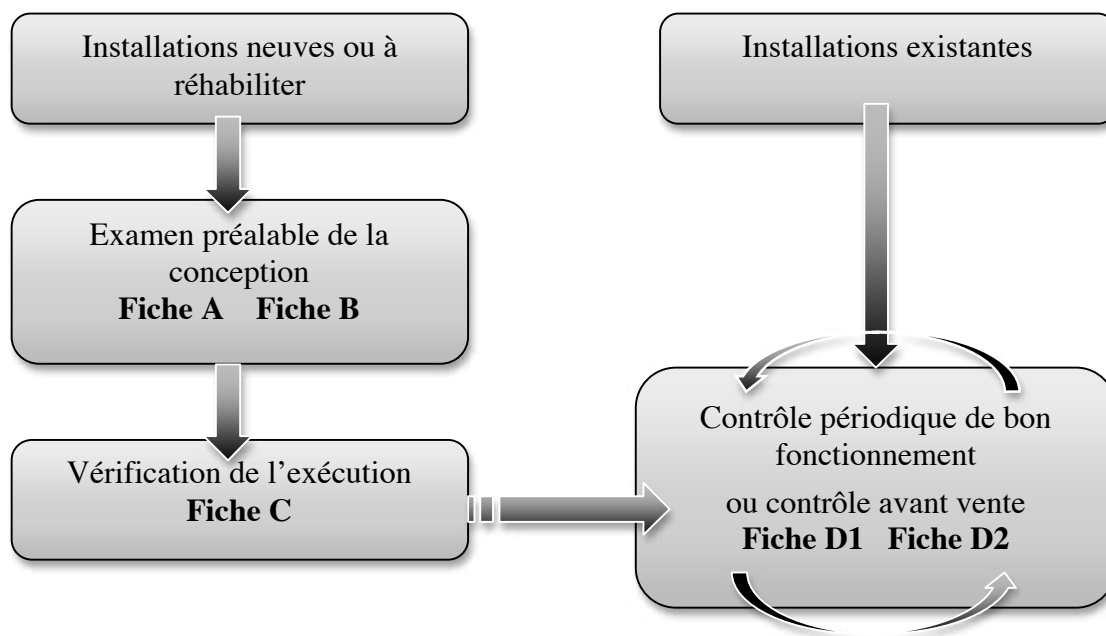 Installations neuves ou à
réhabiliter
Installations existantes
Examen préalable de la
conception
Fiche A Fiche B
Vérification de l’exécution
Fiche C
Contrôle périodique de bon
fonctionnement
ou contrôle avant vente
Fiche D1 Fiche D2